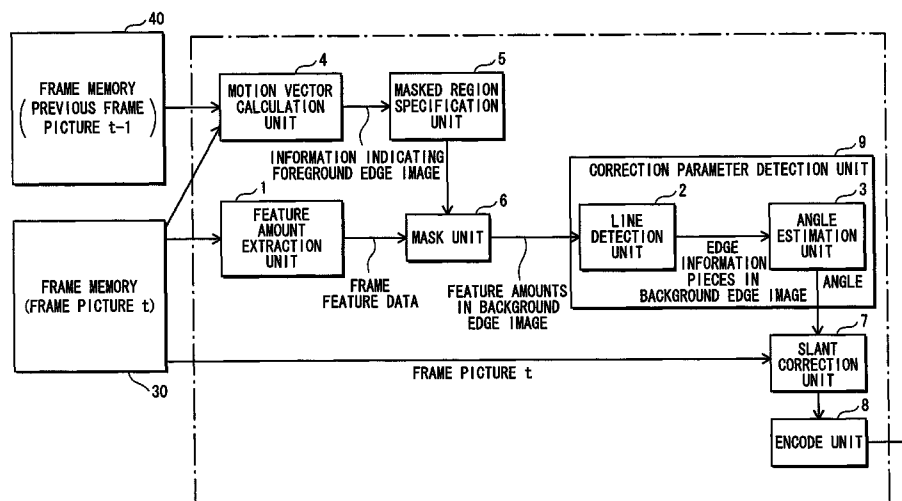 40
FRAME MEMORY
( PREVIOUS FRAME
PICTURE t-1 )
4
MOTION VECTOR
CALCULATION
UNIT
5
MASKED REGION
SPECIFICATION
UNIT
INFORMATION INDICATING
FOREGROUND EDGE IMAGE
9
CORRECTION PARAMETER DETECTION UNIT
1
FEATURE
AMOUNT
EXTRACTION
UNIT
6
MASK UNIT
2
LINE
DETECTION
UNIT
3
ANGLE
ESTIMATION
UNIT
FRAME MEMORY
(FRAME PICTURE t)
30
FRAME
FEATURE DATA
FEATURE AMOUNTS
IN BACKGROUND
EDGE IMAGE
EDGE
INFORMATION
PIECES IN
BACKGROUND EDGE IMAGE
ANGLE
7
SLANT
CORRECTION
UNIT
FRAME PICTURE t
8
ENCODE UNIT